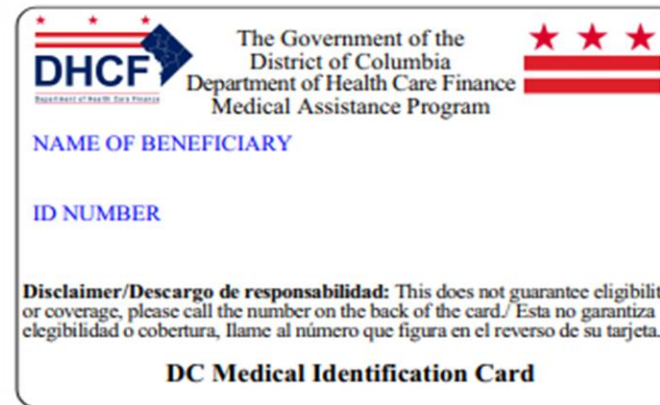 DHCF
Department of Health Care Finance
The Government of the
District of Columbia
Department of Health Care Finance
Medical Assistance Program
NAME OF BENEFICIARY
ID NUMBER
Disclaimer/Descargo de responsabilidad: This does not guarantee eligibilit
or coverage, please call the number on the back of the card./ Esta no garantiza
elegibilidad o cobertura, Ilame al número que figura en el reverso de su tarjeta.
DC Medical Identification Card